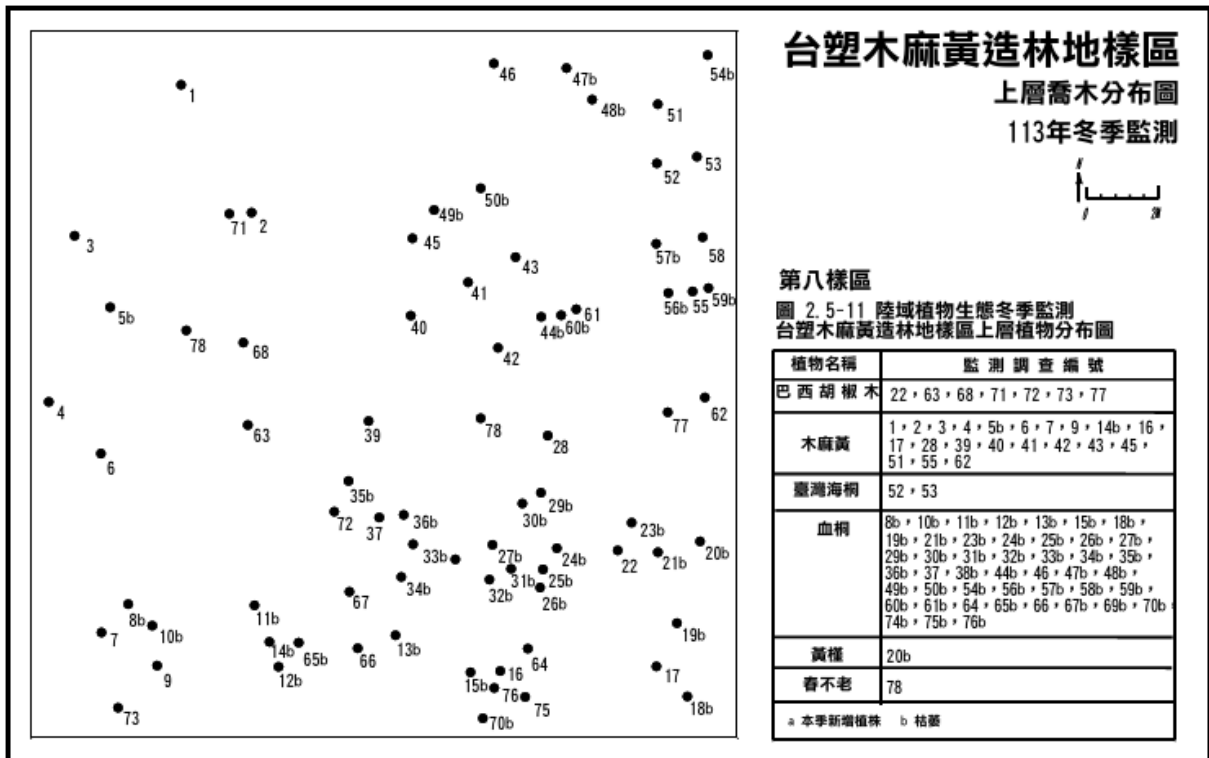 台塑木麻黃造林地樣區
上層喬木分布圖
113年冬季監測
N
0 2M
第八樣區
圖 2.5-11 陸域植物生態冬季監測
台塑木麻黃造林地樣區上層植物分布圖
植物名稱 監測調查編號
巴西胡椒木 22，63，68，71，72，73，77
木麻黃 1，2，3，4，5b，6，7，9，14b，16，
17，28，39，40，41，42，43，45，
51，55，62
臺灣海桐 52，53
血桐 8b，10b，11b，12b，13b，15b，18b，
19b，21b，23b，24b，25b，26b，27b，
29b，30b，31b，32b，33b，34b，35b，
36b，37，38b，44b，46，47b，48b，
49b，50b，54b，56b，57b，58b，59b，
60b，61b，64，65b，66，67b，69b，70b，
74b，75b，76b
黃槿 20b
春不老 78
a 本季新增植株 b 枯萎
46
47b
54b
1
48b
51
53
52
50b
49b
71
2
45
3
57b
58
43
41
56b
55
59b
5b
40
44b
60b
61
78
68
42
4
62
77
63
39
78
28
6
35b
29b
30b
72
37
36b
23b
33b
27b
24b
22
21b
20b
34b
31b
25b
32b
26b
67
8b
11b
10b
7
19b
13b
14b
65b
66
64
9
12b
15b
16
17
76
75
18b
73
70b